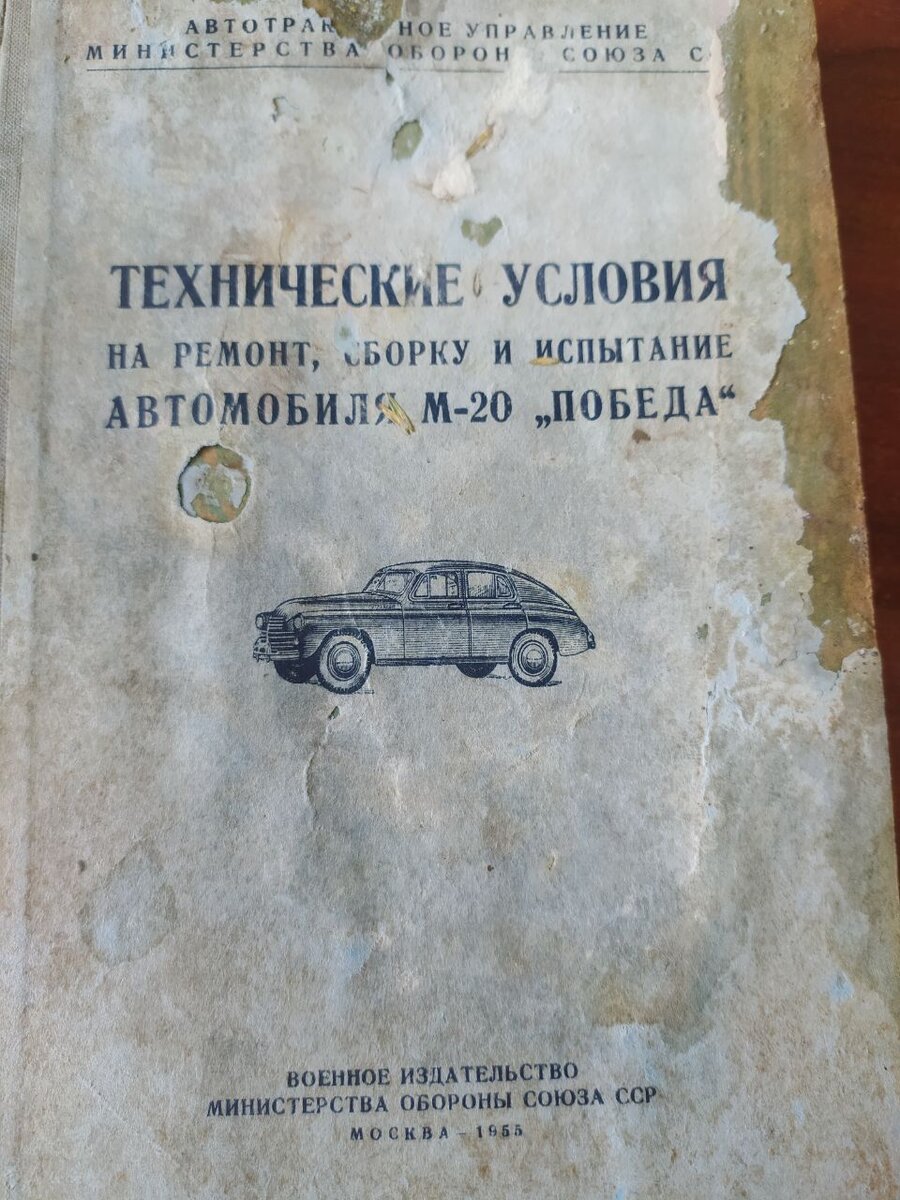 АВТОТРАК НОЕ УПРАВЛЕНИЕ
МИНИСТЕРСТВА ОБОРОН СОЮЗА С
ТЕХНИЧЕСКИЕ УСЛОВИЯ
НА РЕМОНТ, СБОРКУ И ИСПЫТАНИЕ
АВТОМОБИЛЯ М-20 „ПОБЕДА“
ВОЕННОЕ ИЗДАТЕЛЬСТВО
МИНИСТЕРСТВА ОБОРОНЫ СОЮЗА ССР
МОСКВА — 1955